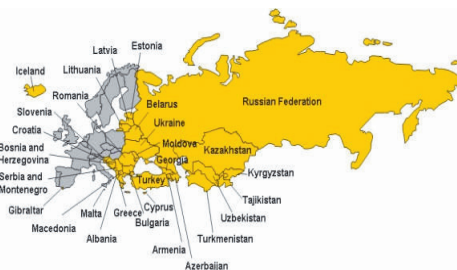 Estonia
Latvia
Iceland
Lithuania
Romania
Slovenia
Croatia
Bosnia and
Herzegovina
Serbia and
Montenegro
Gibraltar
Macedonia
Malta
Albania
Greece
Cyprus
Bulgaria
Armenia
Azerbaijan
Turkmenistan
Uzbekistan
Tajikistan
Kyrgyzstan
Kazakhstan
Russian Federation
Belarus
Ukraine
Moldove
Georgia
Turkey